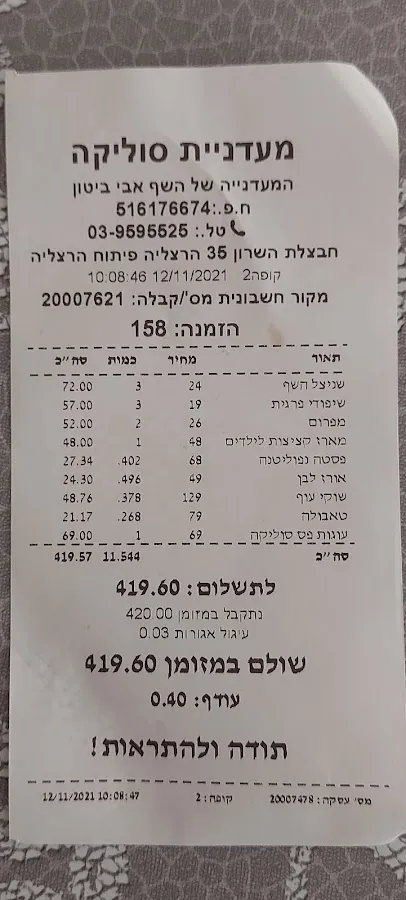 מעדניית סוליקה
המעדנייה של השף אבי ביטון
ח.פ.:516176674
טל.: 03-9595525
חבצלת השרון 35 הרצליה פיתוח הרצליה
קופה2 12/11/2021 10:08:46
מקור חשבונית מס'/קבלה: 20007621
הזמנה: 158
תאור מחיר כמות סה״כ
שניצל השף 24 3 72.00
שיפודי פרגית 19 3 57.00
מפרום 26 2 52.00
מארז קציצות לילדים 48 1 48.00
פסטה נפוליטנה 68 .402 27.34
אורז לבן 49 .496 24.30
שוקי עוף 129 .378 48.76
טאבולה 79 .268 21.17
עוגות פס סוליקה 69 1 69.00
סה״כ 11.544 419.57
לתשלום: 419.60
נתקבל במזומן 420.00
עיגול אגורות 0.03
שולם במזומן 419.60
עודף: 0.40
תודה ולהתראות!
מס' עסקה: 20007478 קופה: 2 12/11/2021 10:08:47